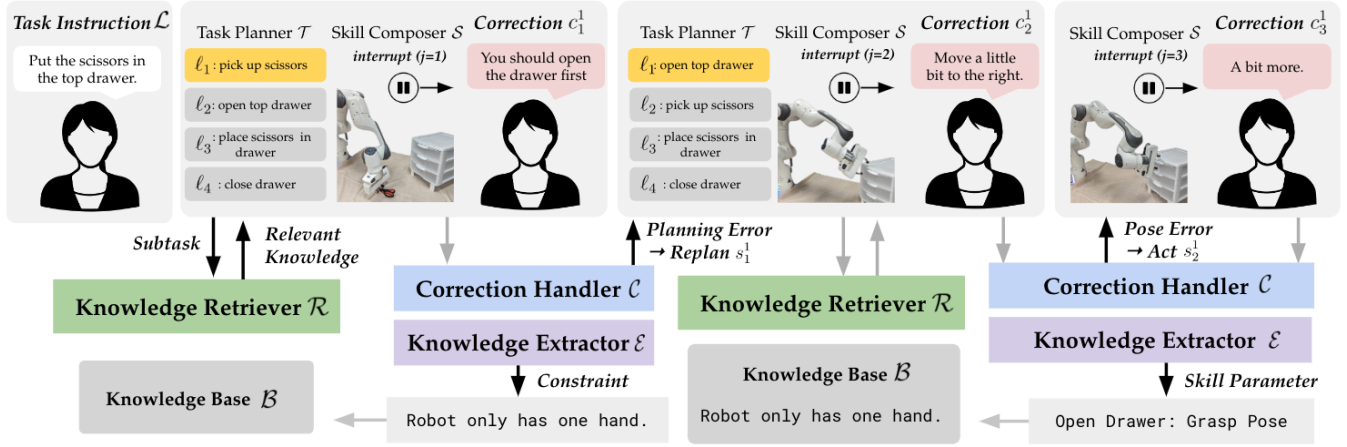 Task Instruction ℒ
Put the scissors in
the top drawer.
Task Planner 𝒯
ℓ₁: pick up scissors
ℓ₂: open top drawer
ℓ₃: place scissors in
drawer
ℓ₄ : close drawer
Skill Composer 𝒮
interrupt (j=1)
Correction c₁¹
You should open
the drawer first
Task Planner 𝒯
ℓ₁: open top drawer
ℓ₂: pick up scissors
ℓ₃: place scissors in
drawer
ℓ₄ : close drawer
Skill Composer 𝒮
interrupt (j=2)
Correction c₂¹
Move a little
bit to the right.
Skill Composer 𝒮
interrupt (j=3)
Correction c₃¹
A bit more.
Subtask
Relevant
Knowledge
Planning Error
→ Replan s₁¹
Pose Error
→ Act s₂¹
Knowledge Retriever ℛ
Correction Handler 𝒞
Knowledge Extractor ℰ
Knowledge Retriever ℛ
Correction Handler 𝒞
Knowledge Extractor ℰ
Knowledge Base ℬ
Constraint
Robot only has one hand.
Knowledge Base ℬ
Robot only has one hand.
Skill Parameter
Open Drawer: Grasp Pose